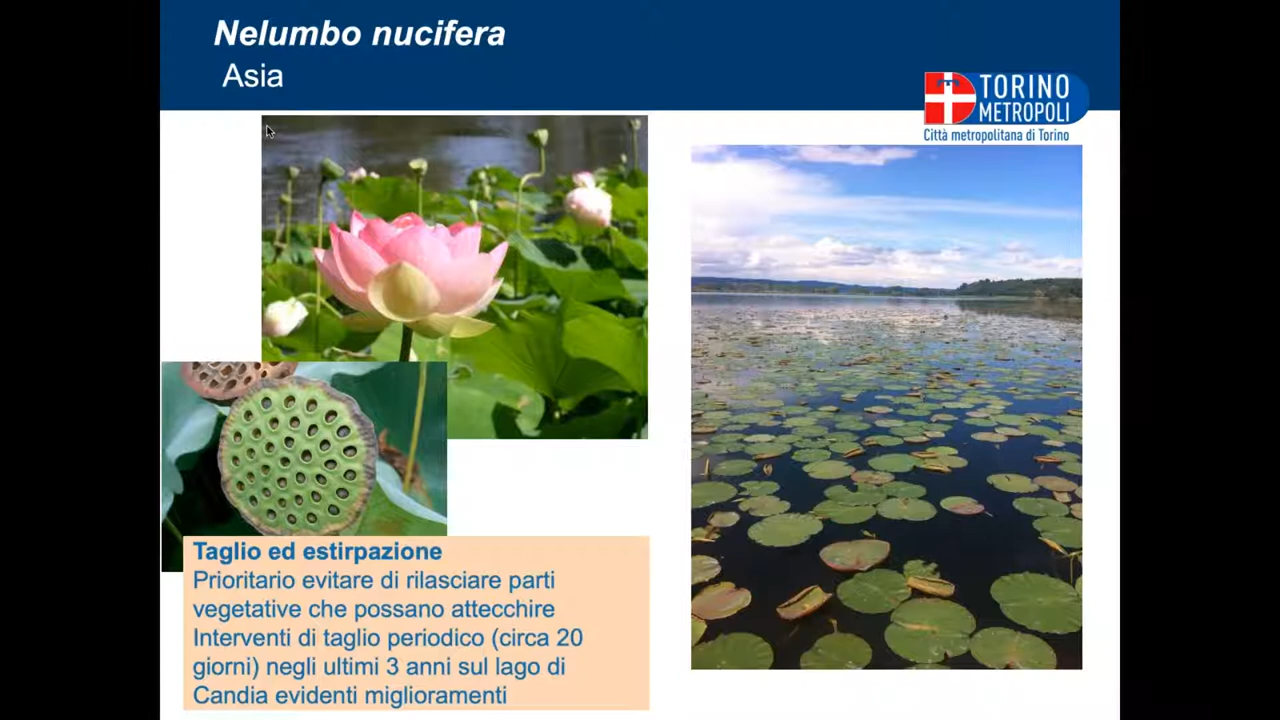 Nelumbo nucifera
Asia
TORINO
METROPOLI
Città metropolitana di Torino
Taglio ed estirpazione
Prioritario evitare di rilasciare parti
vegetative che possano attecchire
Interventi di taglio periodico (circa 20
giorni) negli ultimi 3 anni sul lago di
Candia evidenti miglioramenti